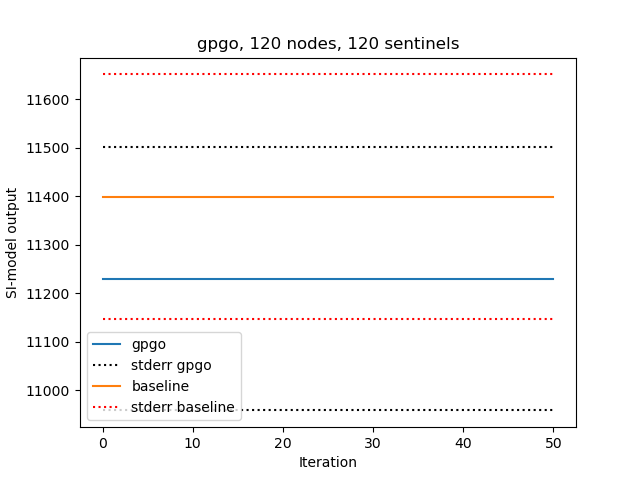 gpgo, 120 nodes, 120 sentinels
11600
11500
11400
11300
11200
11100
11000
SI-model output
gpgo
stderr gpgo
baseline
stderr baseline
0 10 20 30 40 50
Iteration